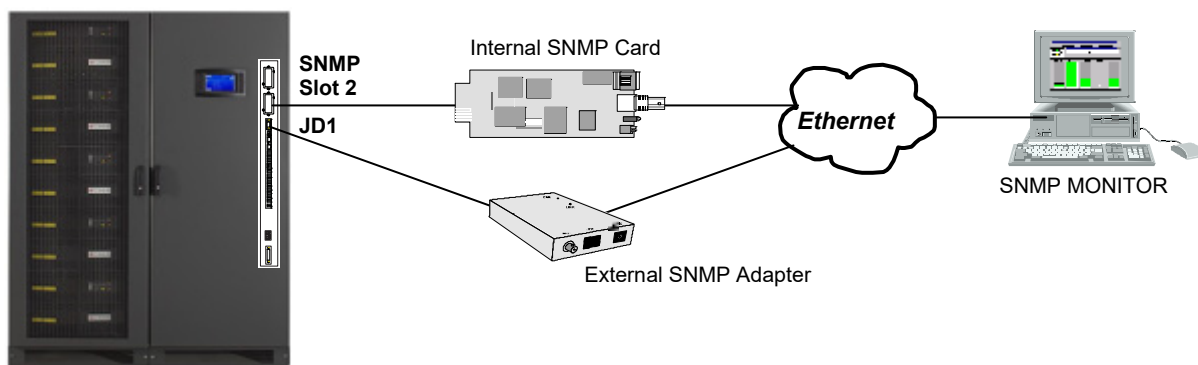 Internal SNMP Card
SNMP
Slot 2
JD1
Ethernet
SNMP MONITOR
External SNMP Adapter